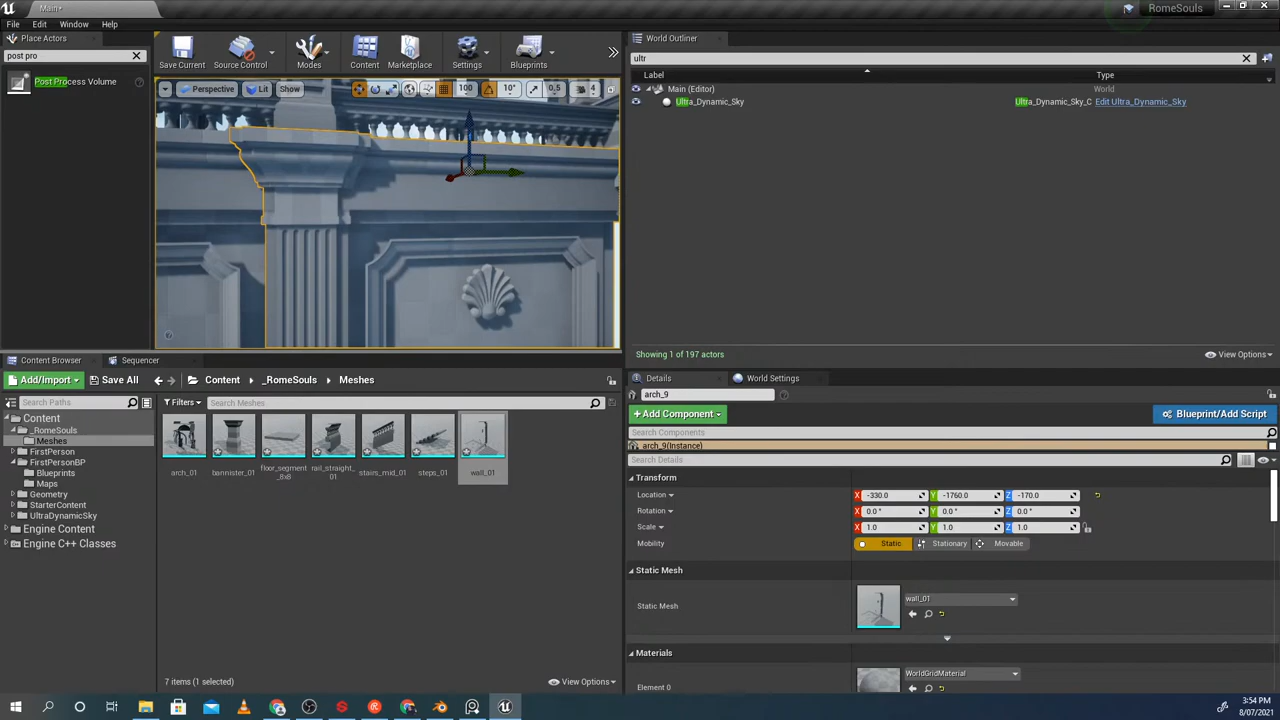 Main*
RomeSouls
File
Edit
Window
Help
Place Actors
post pro
Post Process Volume
Save Current
Source Control
Modes
Content
Marketplace
Settings
Blueprints
Perspective
Lit
Show
100
10°
0.5
4
World Outliner
ultr
Label
Type
Main (Editor)
World
Ultra_Dynamic_Sky
Ultra_Dynamic_Sky_C
Edit Ultra_Dynamic_Sky
Showing 1 of 197 actors
View Options
Content Browser
Sequencer
Add/Import
Save All
Content
_RomeSouls
Meshes
Search Paths
Filters
Search Meshes
Content
_RomeSouls
Meshes
FirstPerson
FirstPersonBP
Blueprints
Maps
Geometry
StarterContent
UltraDynamicSky
Engine Content
Engine C++ Classes
arch_01
bannister_01
floor_segment_8x8
rail_straight_01
stairs_mid_01
steps_01
wall_01
7 items (1 selected)
View Options
Details
World Settings
arch_9
+Add Component
Blueprint/Add Script
Search Components
arch_9(Instance)
Search Details
Transform
Location
X -330.0
Y -1760.0
Z -170.0
Rotation
X 0.0 °
Y 0.0 °
Z 0.0 °
Scale
X 1.0
Y 1.0
Z 1.0
Mobility
Static
Stationary
Movable
Static Mesh
Static Mesh
wall_01
Materials
Element 0
WorldGridMaterial
3:54 PM
8/07/2021